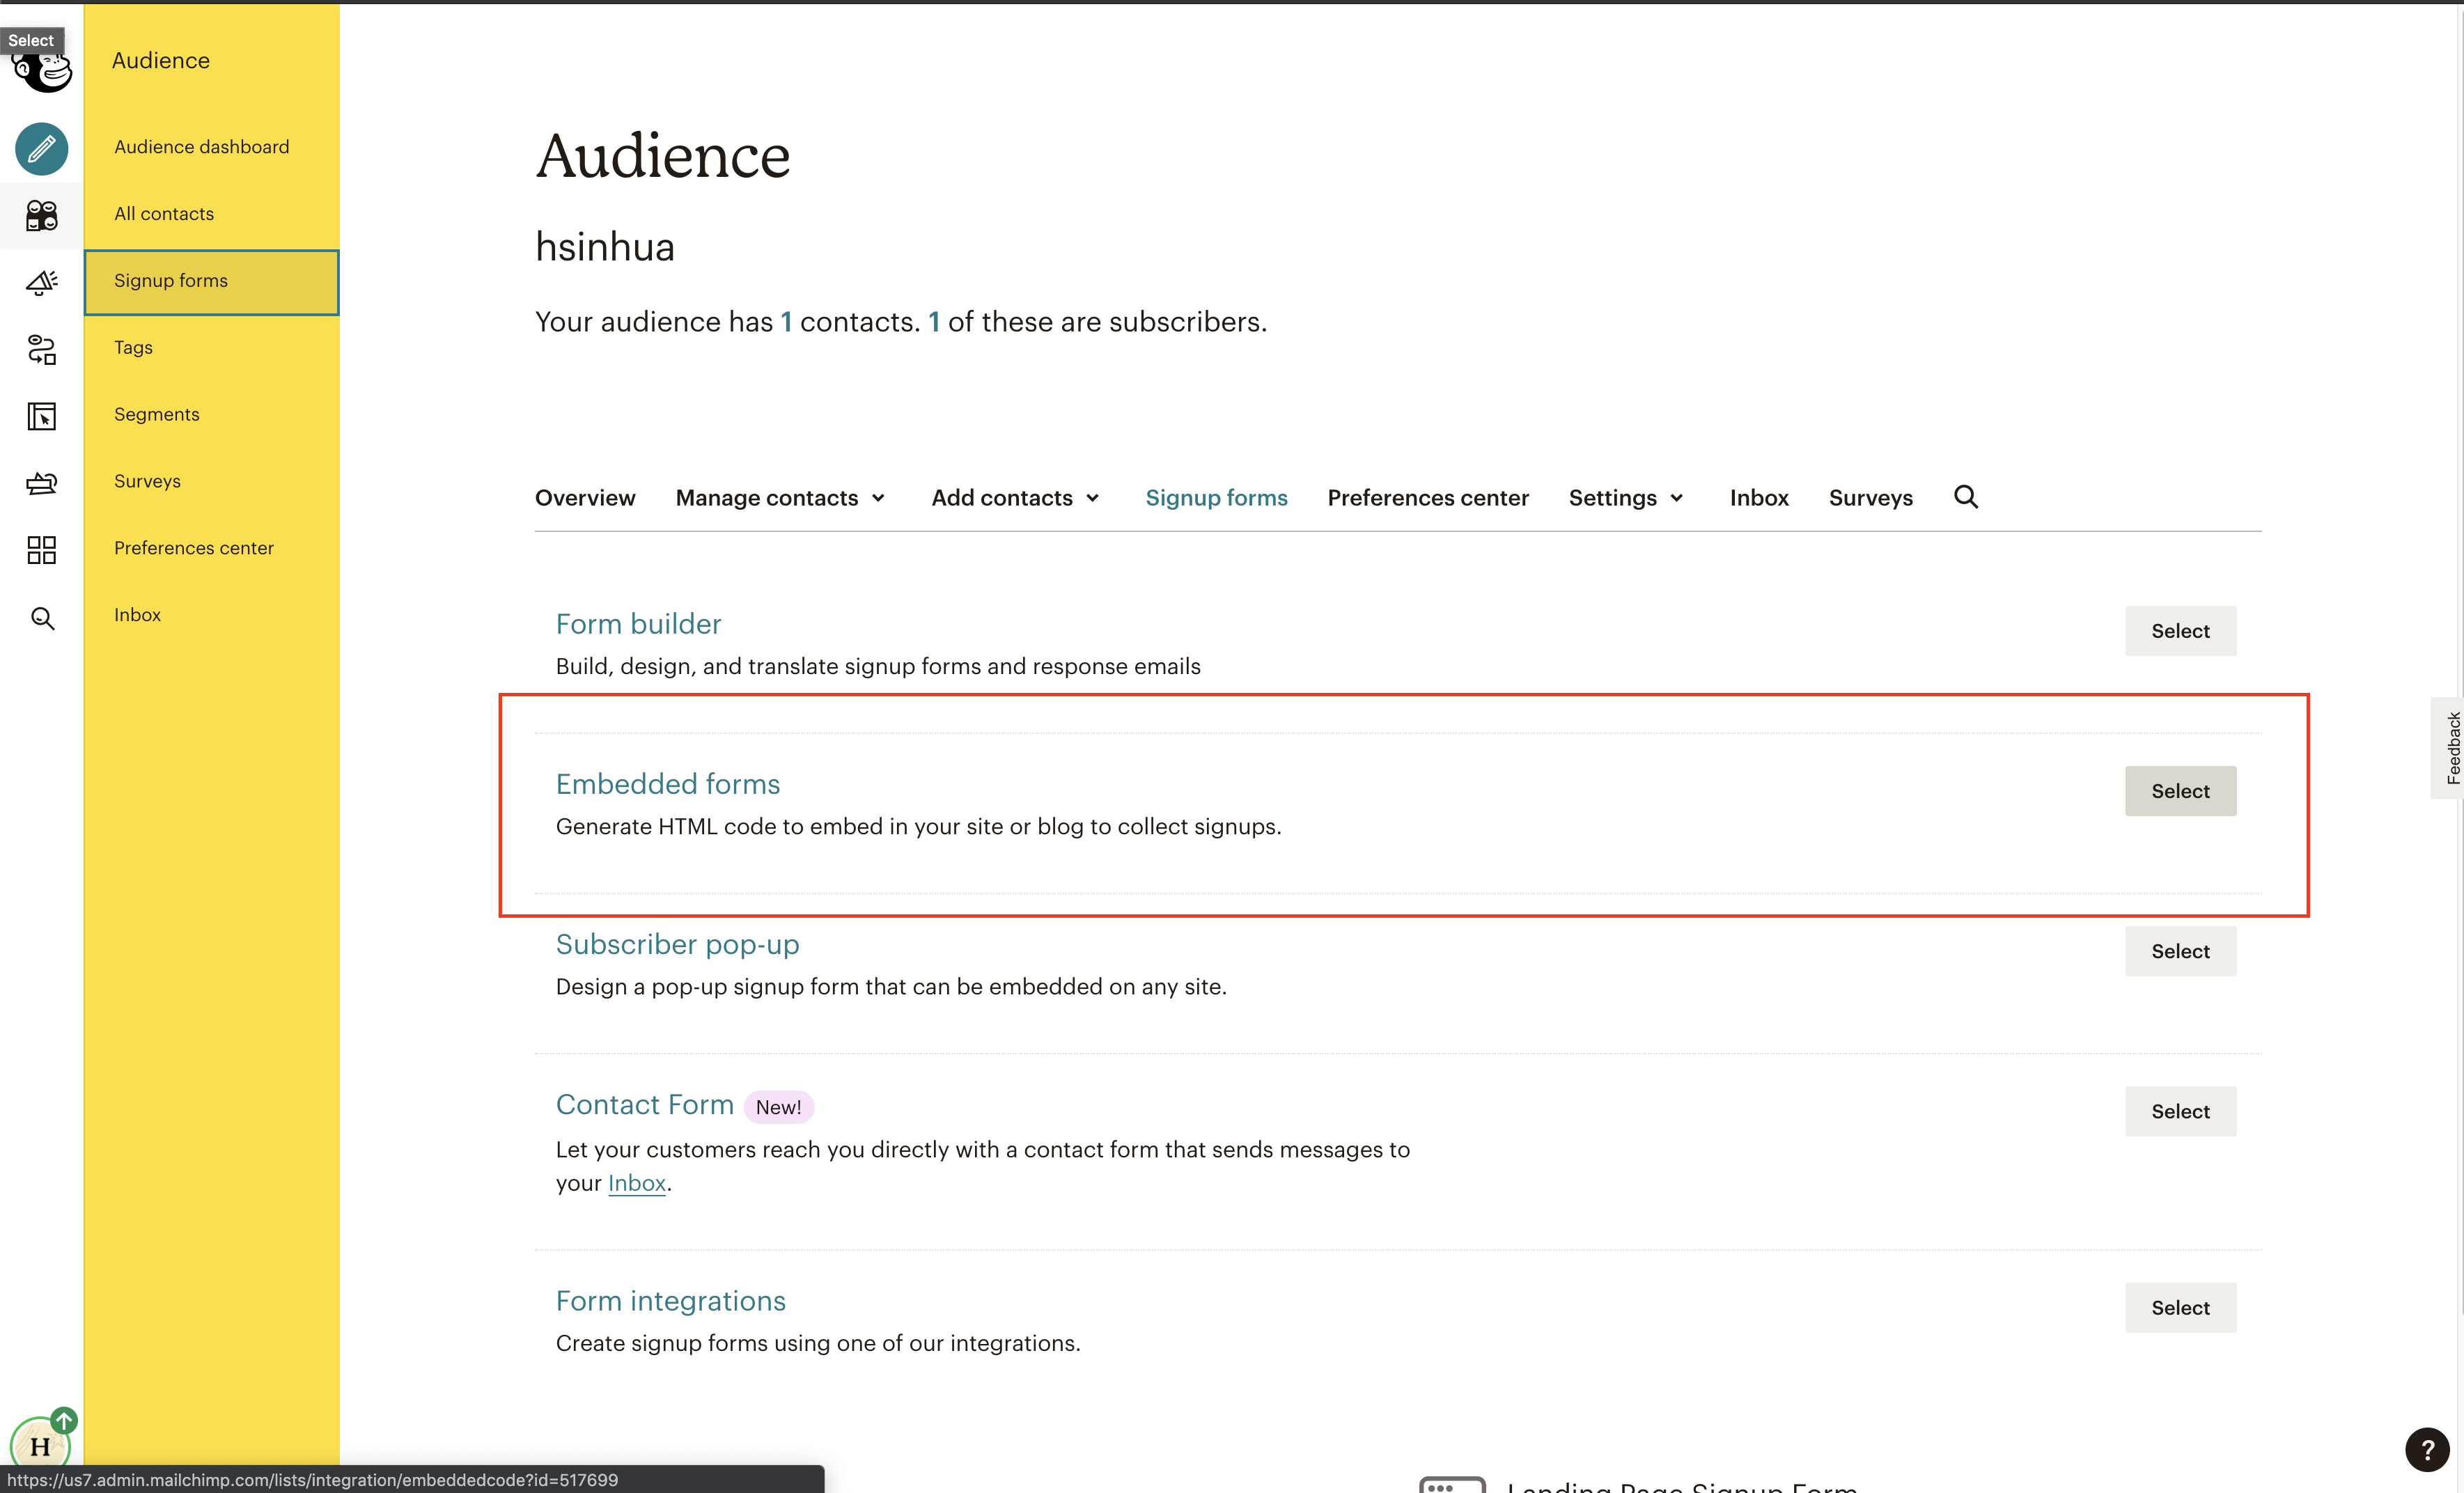 Select
Audience
Audience dashboard
All contacts
Signup forms
Tags
Segments
Surveys
Preferences center
Inbox
H
Audience
hsinhua
Your audience has 1 contacts. 1 of these are subscribers.
Overview Manage contacts Add contacts Signup forms Preferences center Settings Inbox Surveys
Form builder
Select
Build, design, and translate signup forms and response emails
Embedded forms
Select
Generate HTML code to embed in your site or blog to collect signups.
Subscriber pop-up
Select
Design a pop-up signup form that can be embedded on any site.
Contact Form New!
Select
Let your customers reach you directly with a contact form that sends messages to
your Inbox.
Form integrations
Select
Create signup forms using one of our integrations.
Landing Page Signup Form
Feedback
?
https://us7.admin.mailchimp.com/lists/integration/embeddedcode?id=517699